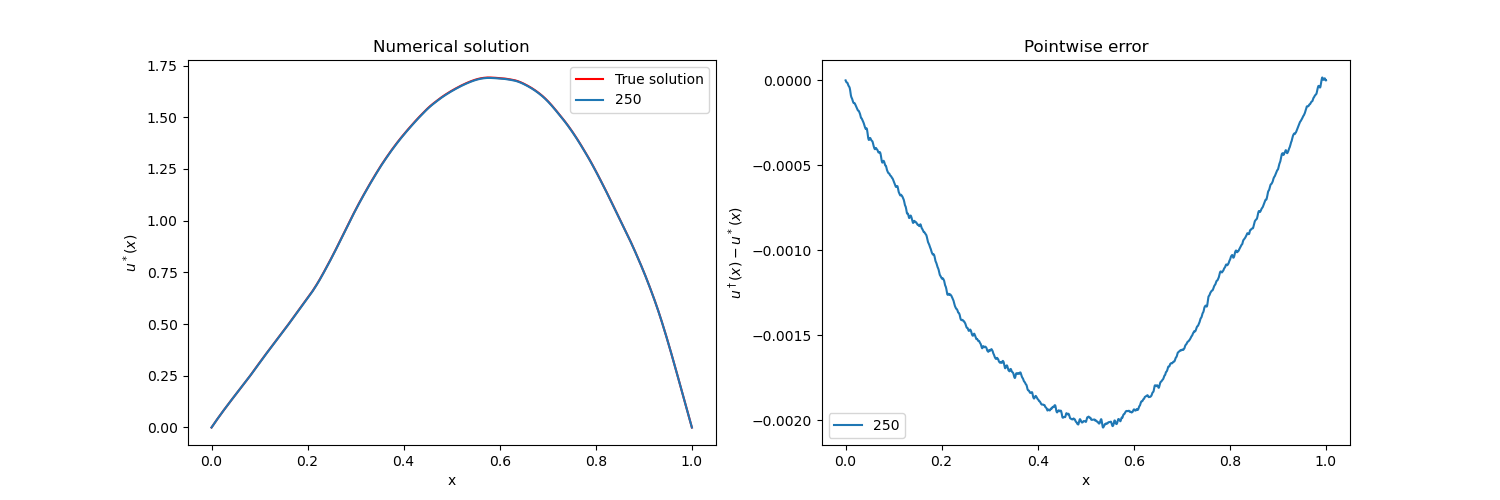 Numerical solution
1.75
1.50
1.25
1.00
0.75
0.50
0.25
0.00
u*(x)
0.0 0.2 0.4 0.6 0.8 1.0
x
True solution
250
Pointwise error
0.0000
−0.0005
−0.0010
−0.0015
−0.0020
u†(x) − u*(x)
0.0 0.2 0.4 0.6 0.8 1.0
x
250